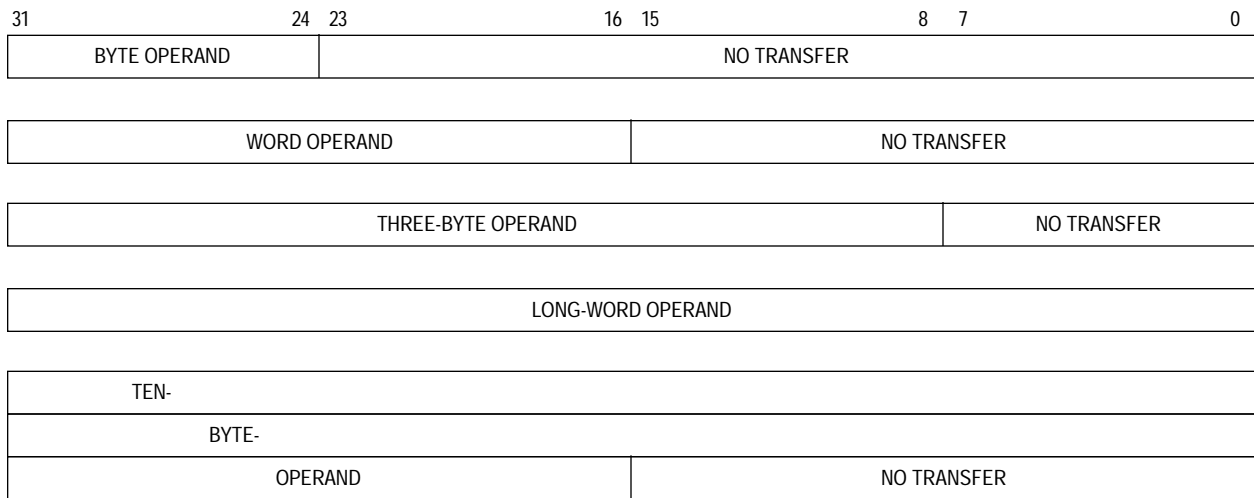 31 24 23 16 15 8 7 0
BYTE OPERAND NO TRANSFER
WORD OPERAND NO TRANSFER
THREE-BYTE OPERAND NO TRANSFER
LONG-WORD OPERAND
TEN-
BYTE-
OPERAND NO TRANSFER